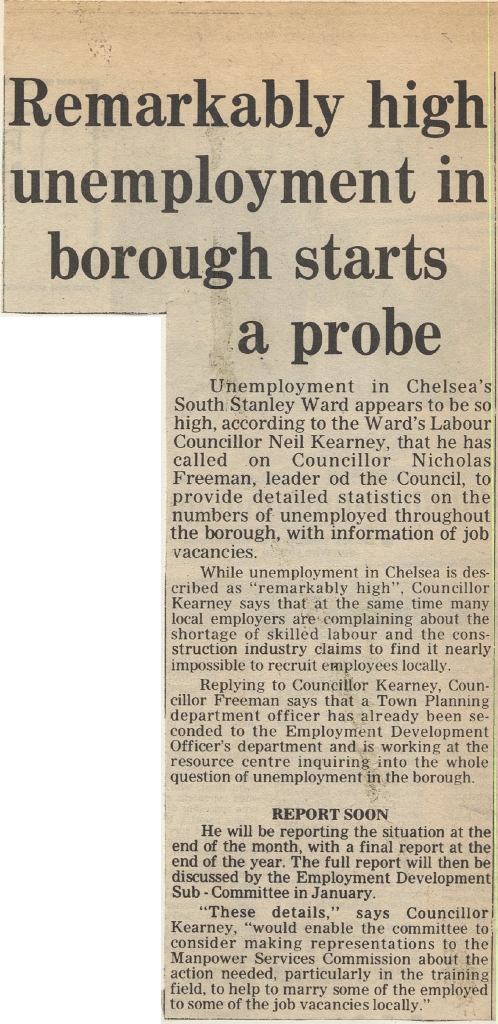 Remarkably high
unemployment in
borough starts
a probe
Unemployment in Chelsea's
South Stanley Ward appears to be so
high, according to the Ward's Labour
Councillor Neil Kearney, that he has
called on Councillor Nicholas
Freeman, leader od the Council, to
provide detailed statistics on the
numbers of unemployed throughout
the borough, with information of job
vacancies.
While unemployment in Chelsea is des-
cribed as "remarkably high", Councillor
Kearney says that at the same time many
local employers are complaining about the
shortage of skilled labour and the cons-
struction industry claims to find it nearly
impossible to recruit employees locally.
Replying to Councillor Kearney, Coun-
cillor Freeman says that a Town Planning
department officer has already been se-
conded to the Employment Development
Officer's department and is working at the
resource centre inquiring into the whole
question of unemployment in the borough.
REPORT SOON
He will be reporting the situation at the
end of the month, with a final report at the
end of the year. The full report will then be
discussed by the Employment Development
Sub - Committee in January.
"These details," says Councillor
Kearney, "would enable the committee to
consider making representations to the
Manpower Services Commission about the
action needed, particularly in the training
field, to help to marry some of the employed
to some of the job vacancies locally."